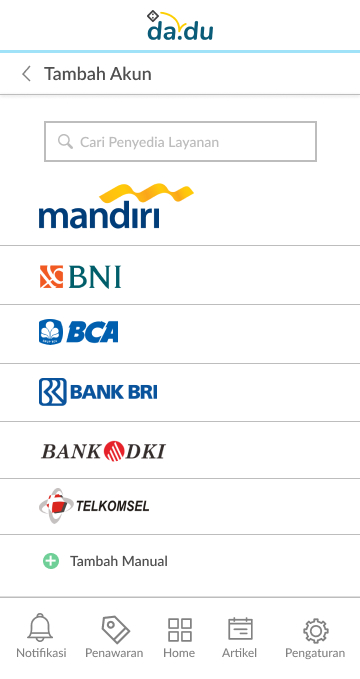 da.du
Tambah Akun
Cari Penyedia Layanan
mandiri
BNI
BCA
BANK BRI
BANK DKI
TELKOMSEL
Tambah Manual
Notifikasi Penawaran Home Artikel Pengaturan